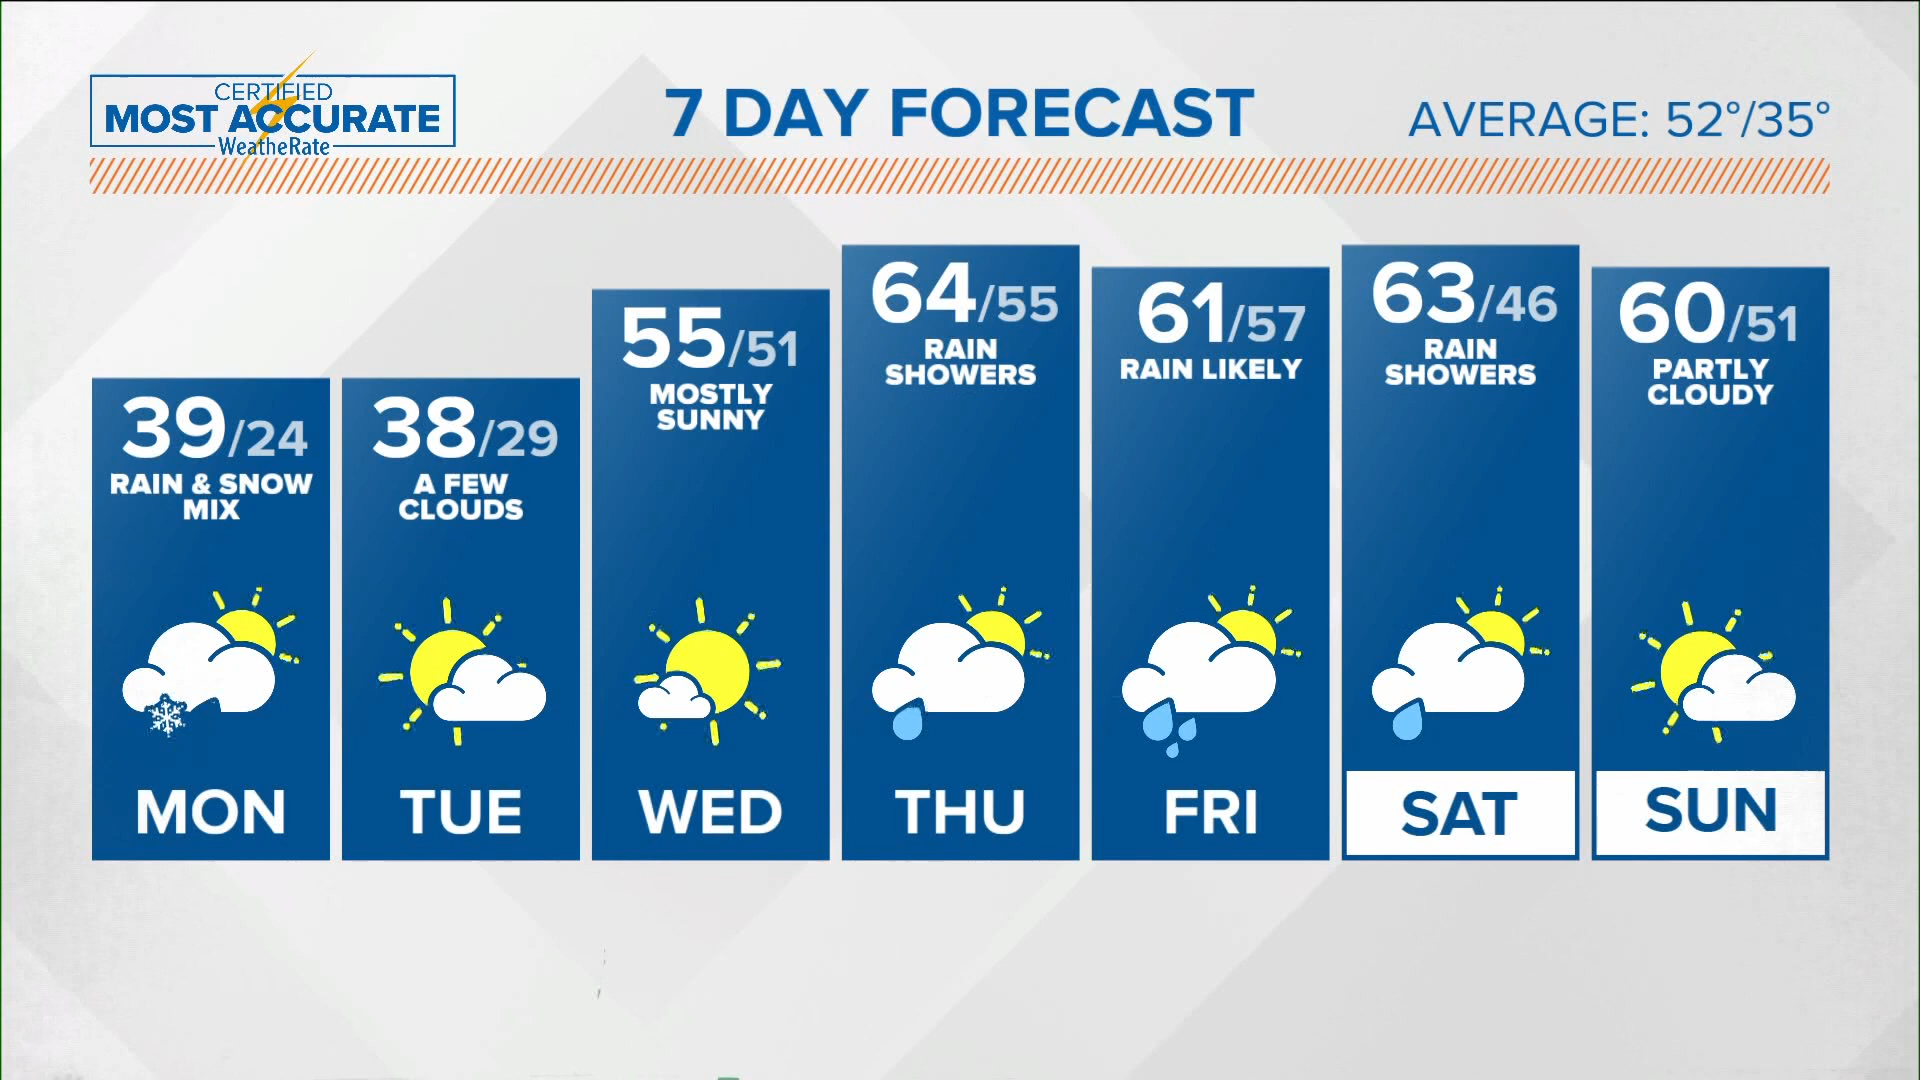 CERTIFIED
MOST ACCURATE
WeatheRate
7 DAY FORECAST
AVERAGE: 52°/35°
39/24
RAIN & SNOW
MIX
MON
38/29
A FEW
CLOUDS
TUE
55/51
MOSTLY
SUNNY
WED
64/55
RAIN
SHOWERS
THU
61/57
RAIN LIKELY
FRI
63/46
RAIN
SHOWERS
SAT
60/51
PARTLY
CLOUDY
SUN